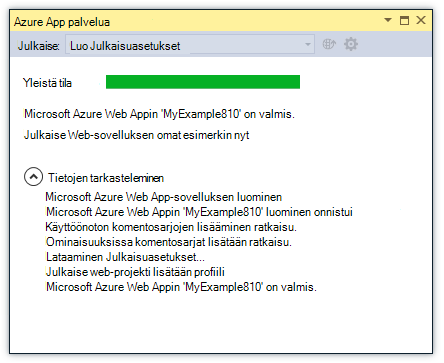 Azure App palvelua
Julkaise: Luo Julkaisuasetukset
Yleistä tila
Microsoft Azure Web Appin 'MyExample810' on valmis.
Julkaise Web-sovelluksen omat esimerkin nyt
Tietojen tarkasteleminen
Microsoft Azure Web App-sovelluksen luominen
Microsoft Azure Web Appin 'MyExample810' luominen onnistui
Käyttöönoton komentosarjojen lisääminen ratkaisu.
Ominaisuuksissa komentosarjat lisätään ratkaisu.
Lataaminen Julkaisuasetukset...
Julkaise web-projekti lisätään profiili
Microsoft Azure Web Appin 'MyExample810' on valmis.